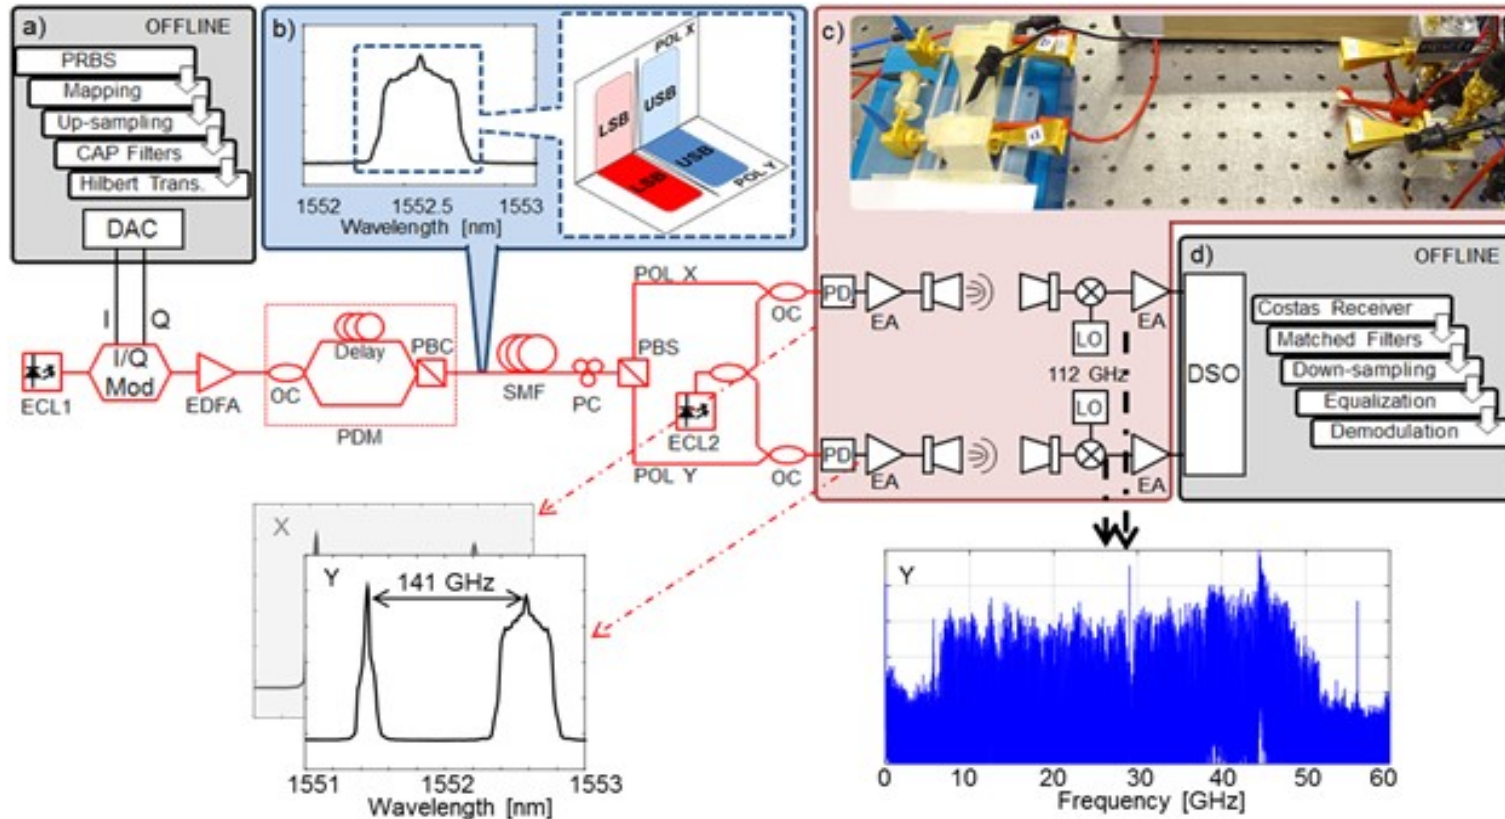 a)
OFFLINE
PRBS
Mapping
Up-sampling
CAP Filters
Hilbert Trans.
DAC
I
Q
b)
1552
1552.5
1553
Wavelength [nm]
POL X
LSB
USB
USB
LSB
POL Y
c)
ECL1
I/Q
Mod
EDFA
OC
Delay
PBC
PDM
SMF
PC
PBS
POL X
POL Y
ECL2
OC
OC
PD
EA
PD
EA
LO
112 GHz
LO
EA
EA
d)
OFFLINE
DSO
Costas Receiver
Matched Filters
Down-sampling
Equalization
Demodulation
X
Y
141 GHz
1551
1552
1553
Wavelength [nm]
Y
0
10
20
30
40
50
60
Frequency [GHz]